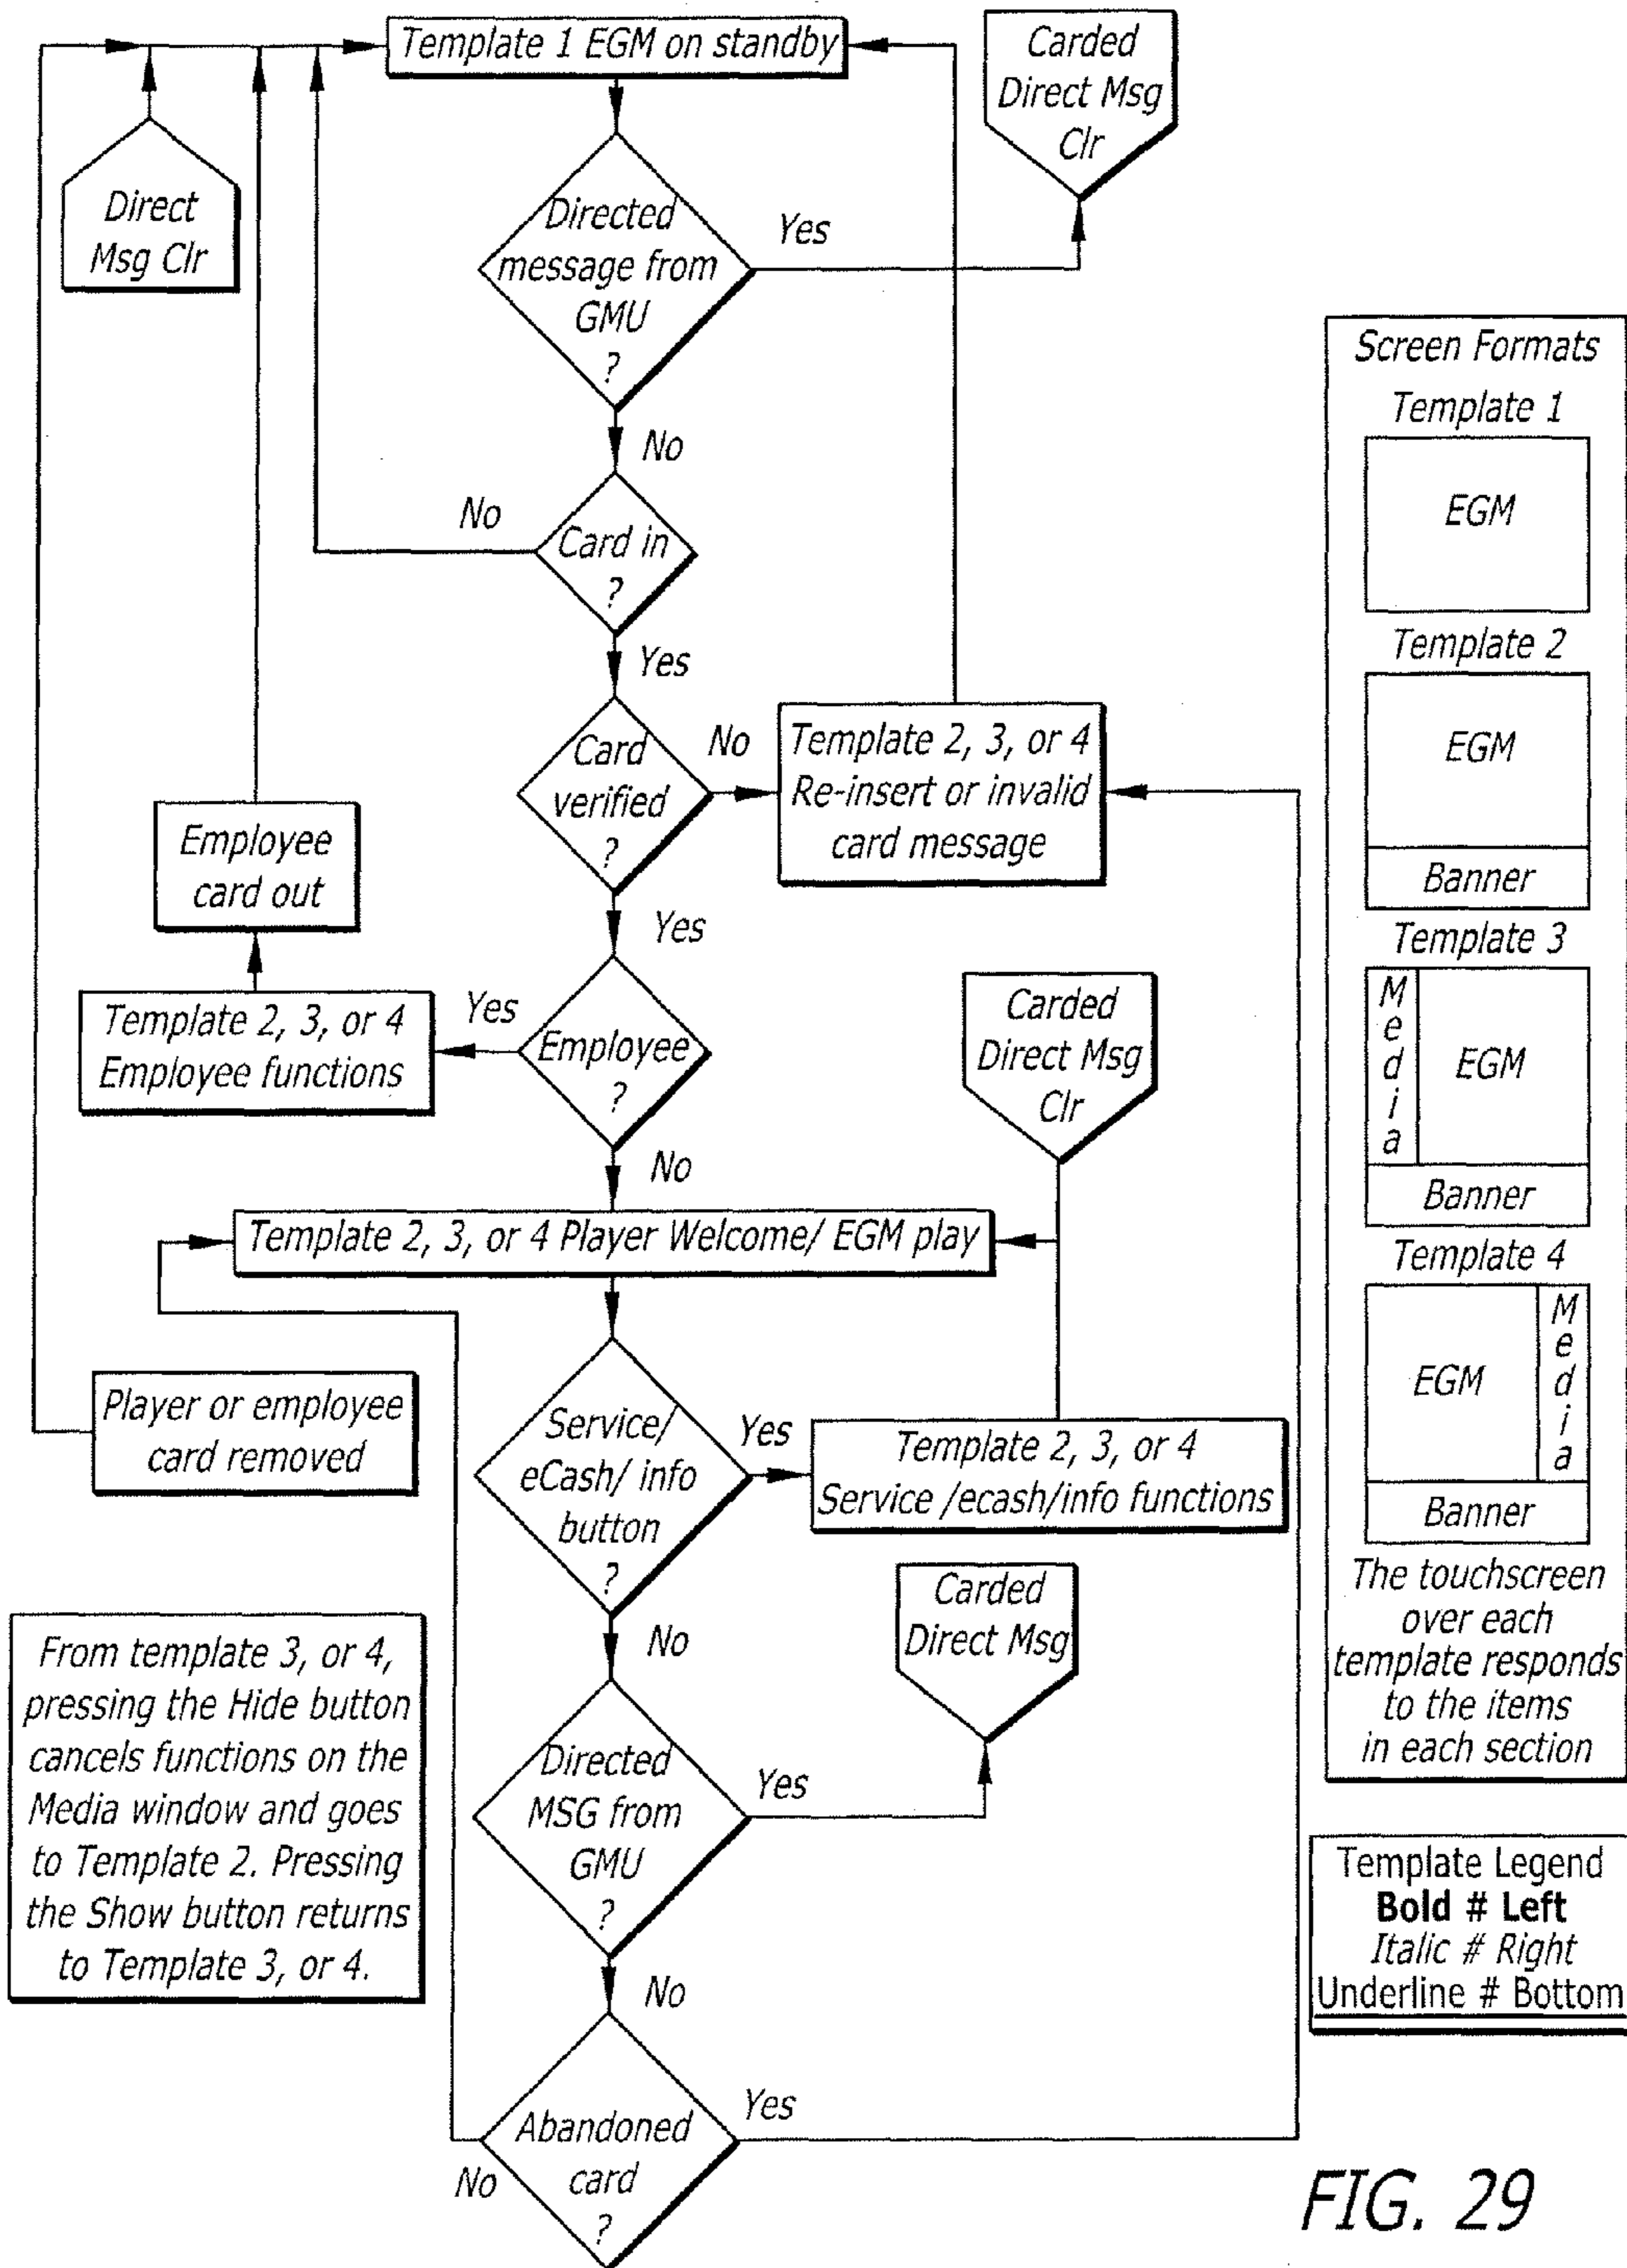 Template 1 EGM on standby
Carded
Direct Msg
Clr
Direct
Msg Clr
Directed
message from
GMU
?
Yes
No
Card in
?
No
Yes
Card
verified
?
No
Template 2, 3, or 4
Re-insert or invalid
card message
Yes
Employee
card out
Template 2, 3, or 4
Employee functions
Yes
Employee
?
Carded
Direct Msg
Clr
No
Template 2, 3, or 4 Player Welcome/ EGM play
Player or employee
card removed
Service/
eCash/ info
button
?
Yes
Template 2, 3, or 4
Service /ecash/info functions
No
Carded
Direct Msg
From template 3, or 4,
pressing the Hide button
cancels functions on the
Media window and goes
to Template 2. Pressing
the Show button returns
to Template 3, or 4.
Directed
MSG from
GMU
?
Yes
No
Abandoned
card
?
Yes
No
Screen Formats
Template 1
EGM
Template 2
EGM
Banner
Template 3
Media
EGM
Banner
Template 4
EGM
Media
Banner
The touchscreen
over each
template responds
to the items
in each section
Template Legend
Bold # Left
Italic # Right
Underline # Bottom
FIG. 29